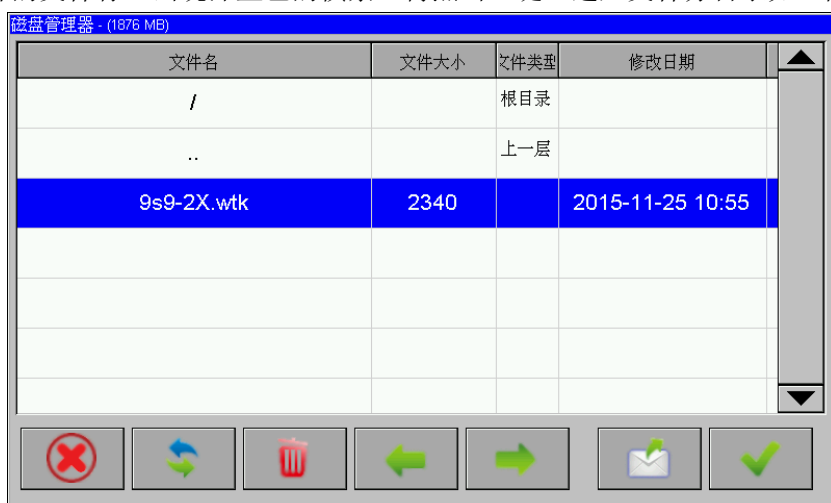 磁盘管理器 - (1876 MB)
文件名 文件大小 文件类型 修改日期
/ 根目录
.. 上一层
9s9-2X.wtk 2340 2015-11-25 10:55